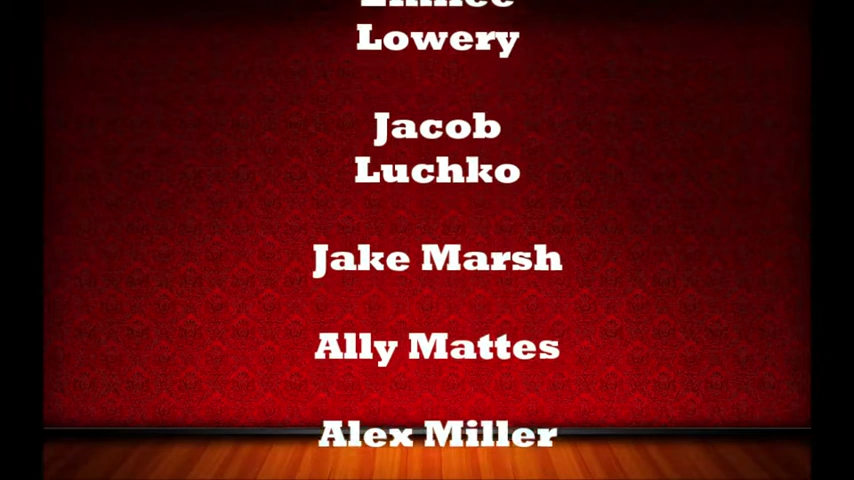 Lowery
Jacob
Luchko
Jake Marsh
Ally Mattes
Alex Miller